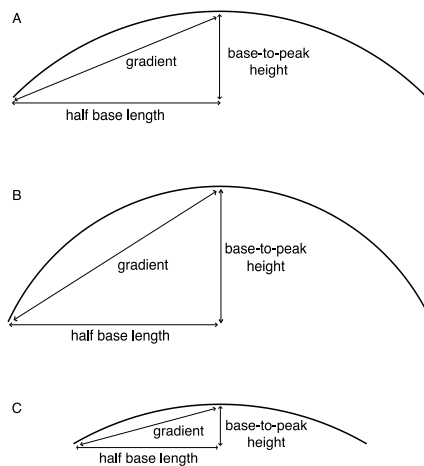 A
gradient
base-to-peak
height
half base length
B
gradient
base-to-peak
height
half base length
C
gradient
base-to-peak
height
half base length